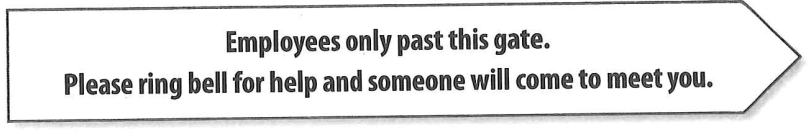 Employees only past this gate.
Please ring bell for help and someone will come to meet you.